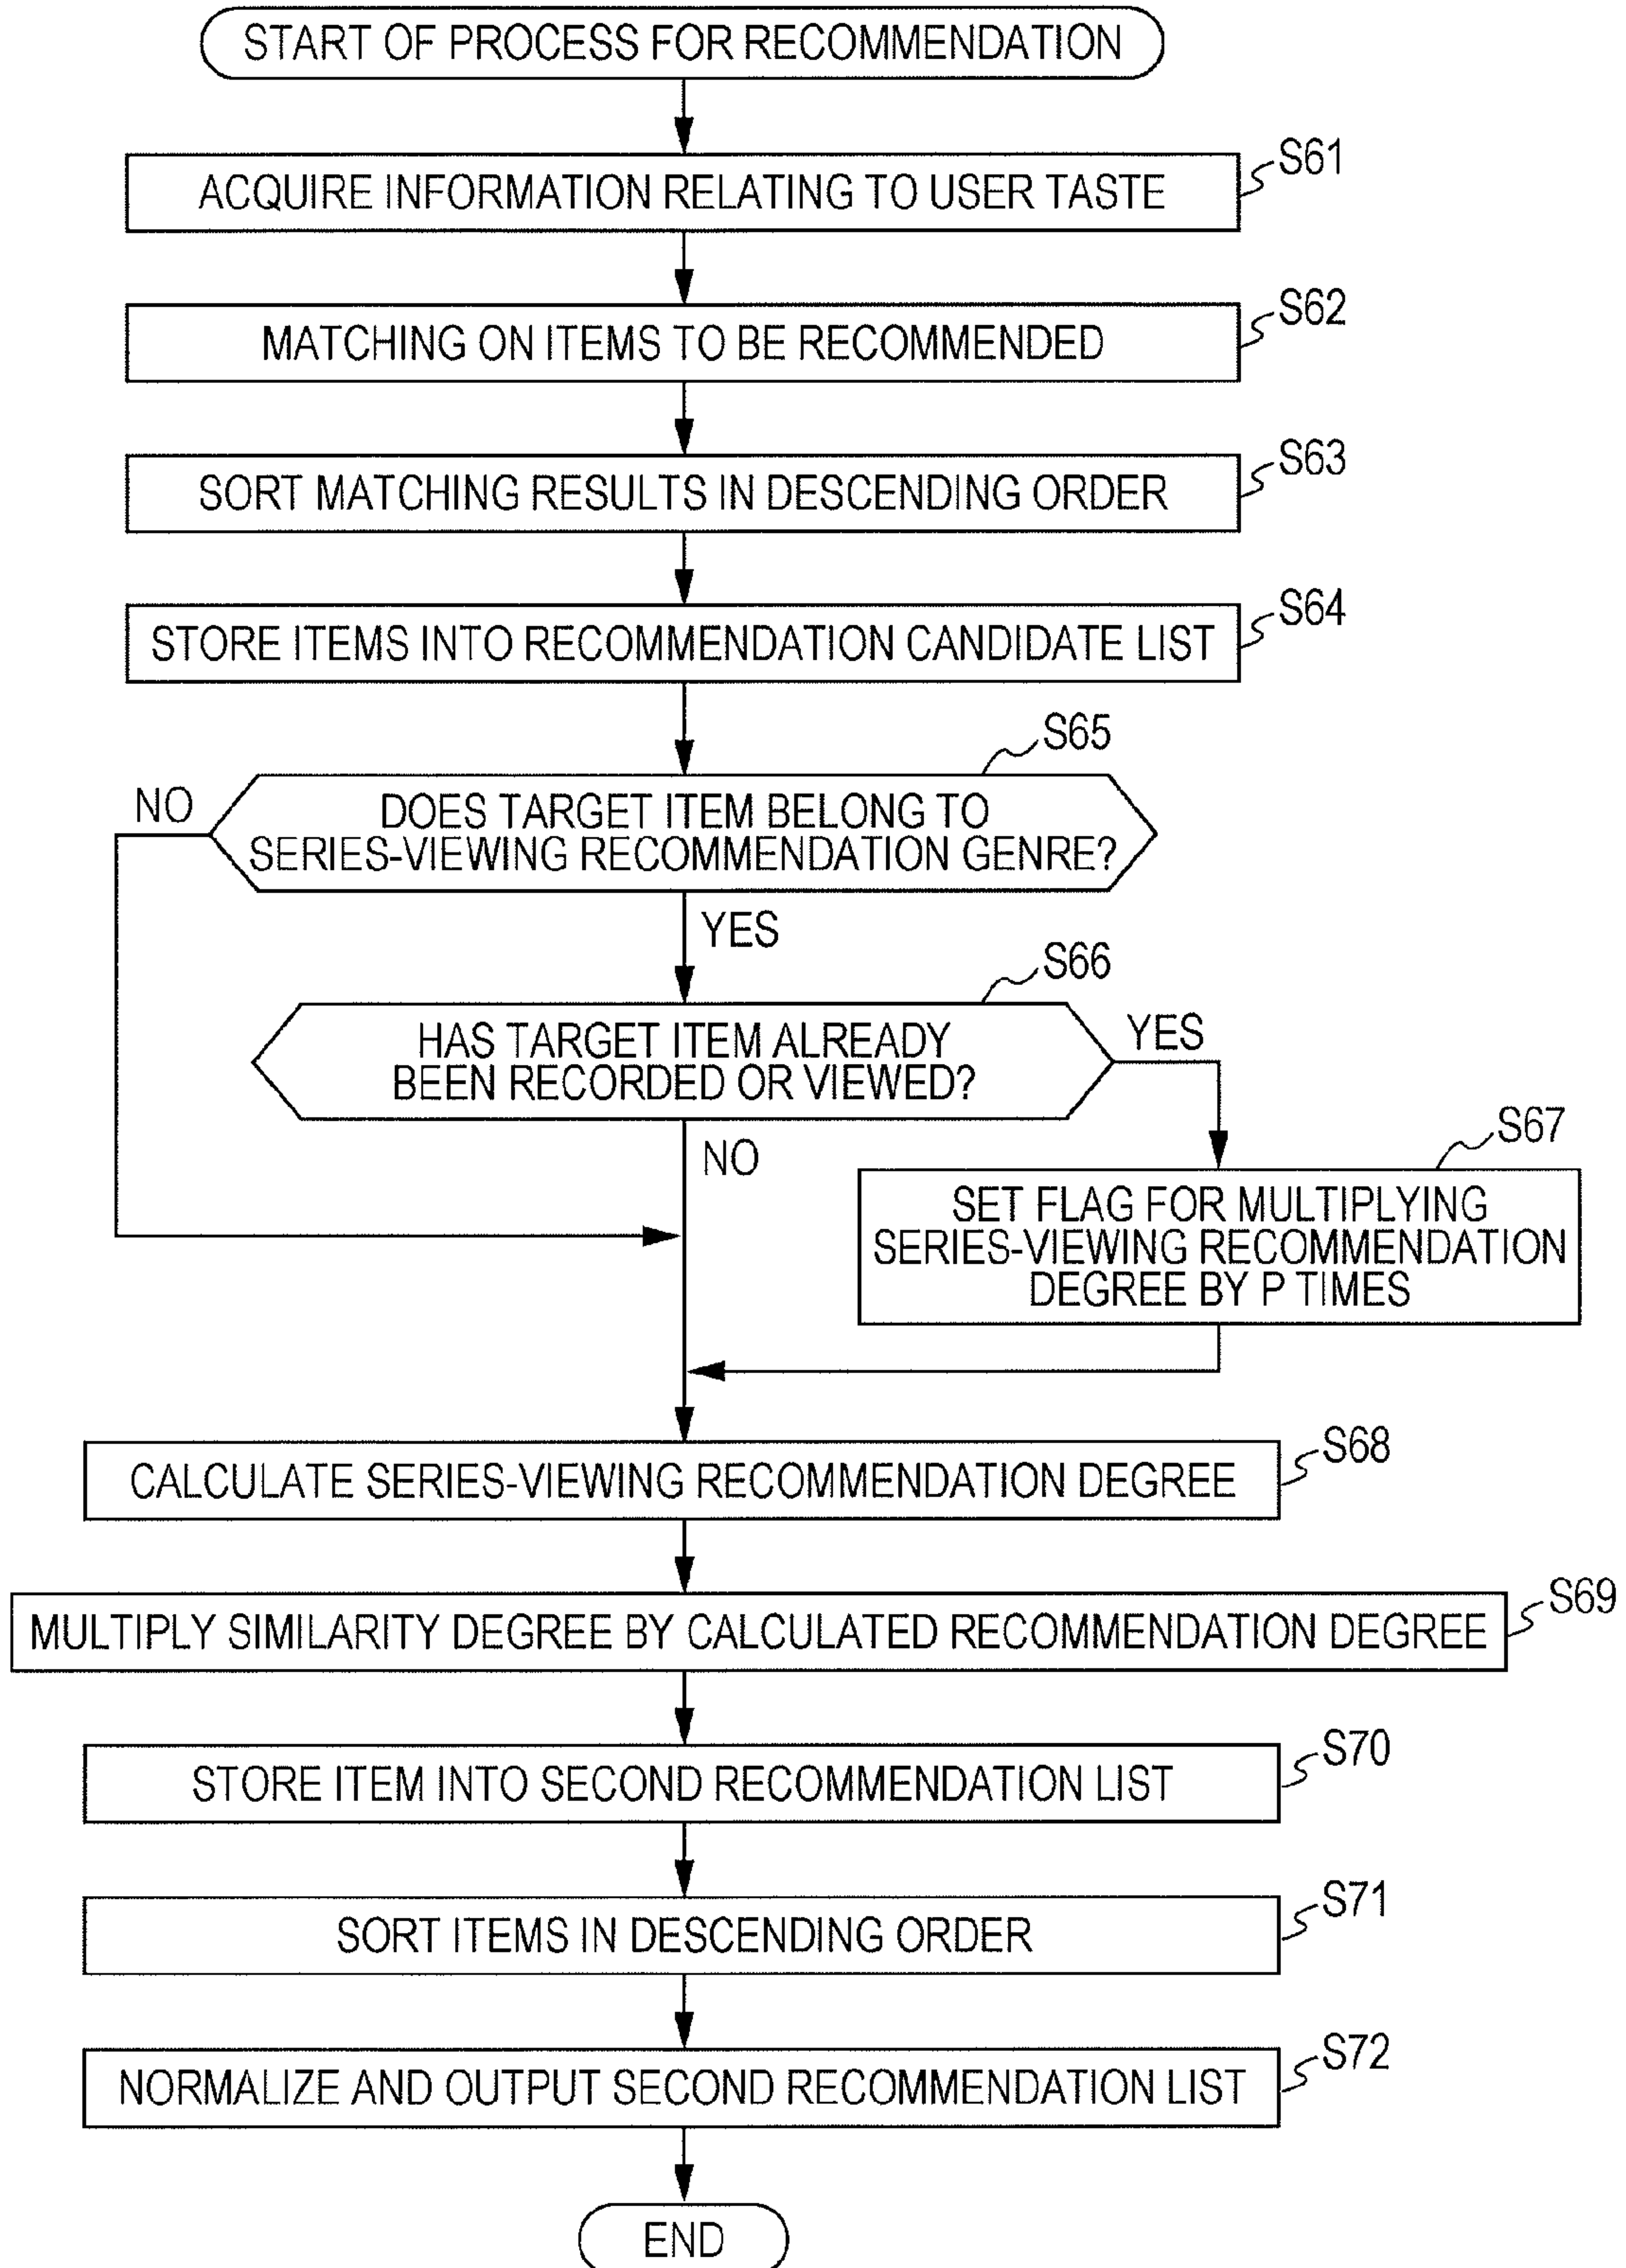 START OF PROCESS FOR RECOMMENDATION
S61
ACQUIRE INFORMATION RELATING TO USER TASTE
S62
MATCHING ON ITEMS TO BE RECOMMENDED
S63
SORT MATCHING RESULTS IN DESCENDING ORDER
S64
STORE ITEMS INTO RECOMMENDATION CANDIDATE LIST
S65
NO
DOES TARGET ITEM BELONG TO
SERIES-VIEWING RECOMMENDATION GENRE?
YES
S66
HAS TARGET ITEM ALREADY
BEEN RECORDED OR VIEWED?
YES
NO
S67
SET FLAG FOR MULTIPLYING
SERIES-VIEWING RECOMMENDATION
DEGREE BY P TIMES
S68
CALCULATE SERIES-VIEWING RECOMMENDATION DEGREE
S69
MULTIPLY SIMILARITY DEGREE BY CALCULATED RECOMMENDATION DEGREE
S70
STORE ITEM INTO SECOND RECOMMENDATION LIST
S71
SORT ITEMS IN DESCENDING ORDER
S72
NORMALIZE AND OUTPUT SECOND RECOMMENDATION LIST
END